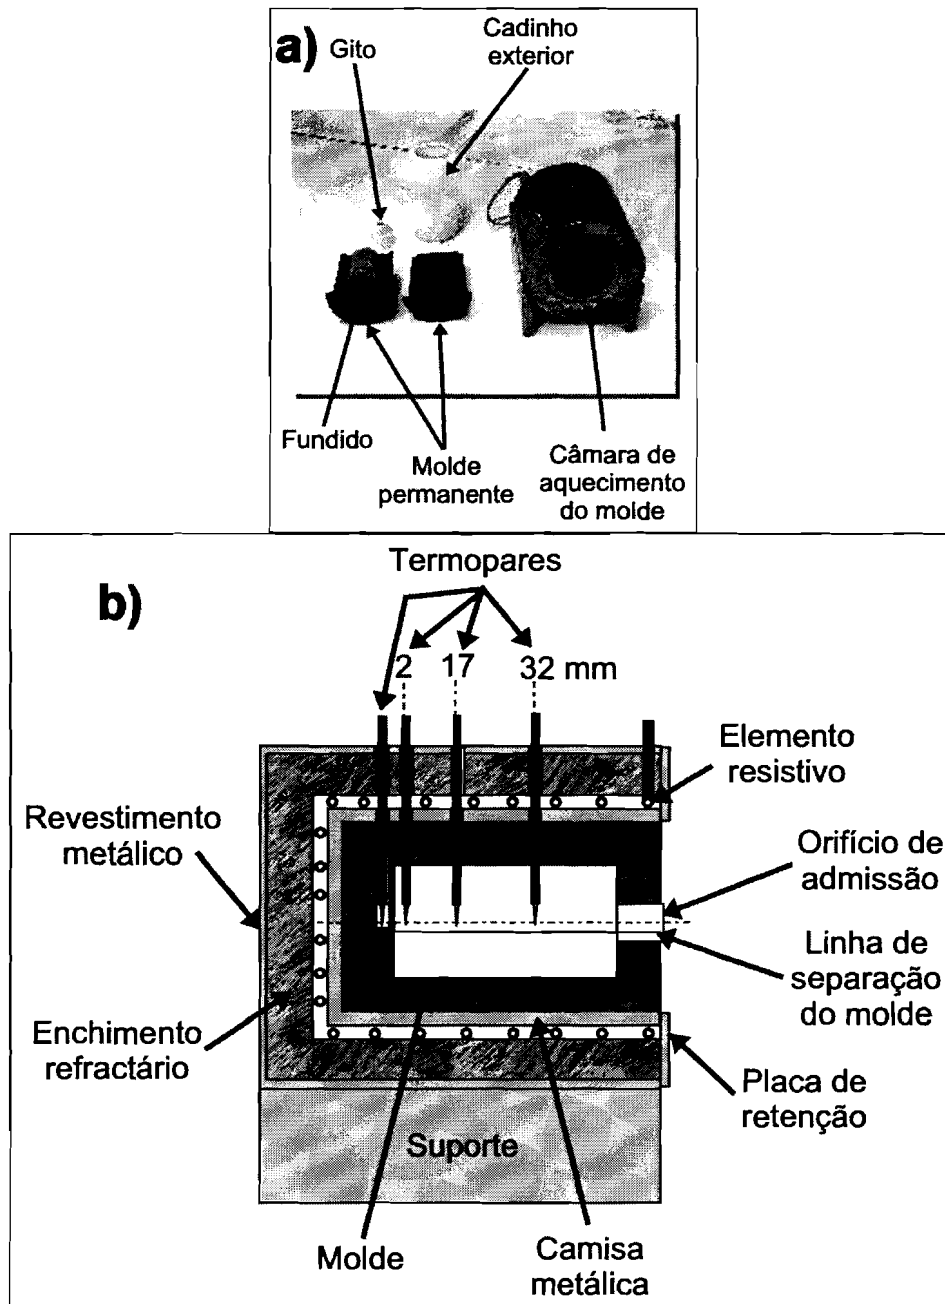 a)
Gito
Cadinho
exterior
Fundido
Molde
permanente
Câmara de
aquecimento
do molde
b)
Termopares
2 17 32 mm
Elemento
resistivo
Revestimento
metálico
Orifício de
admissão
Linha de
separação
do molde
Enchimento
refractário
Placa de
retenção
Suporte
Molde
Camisa
metálica